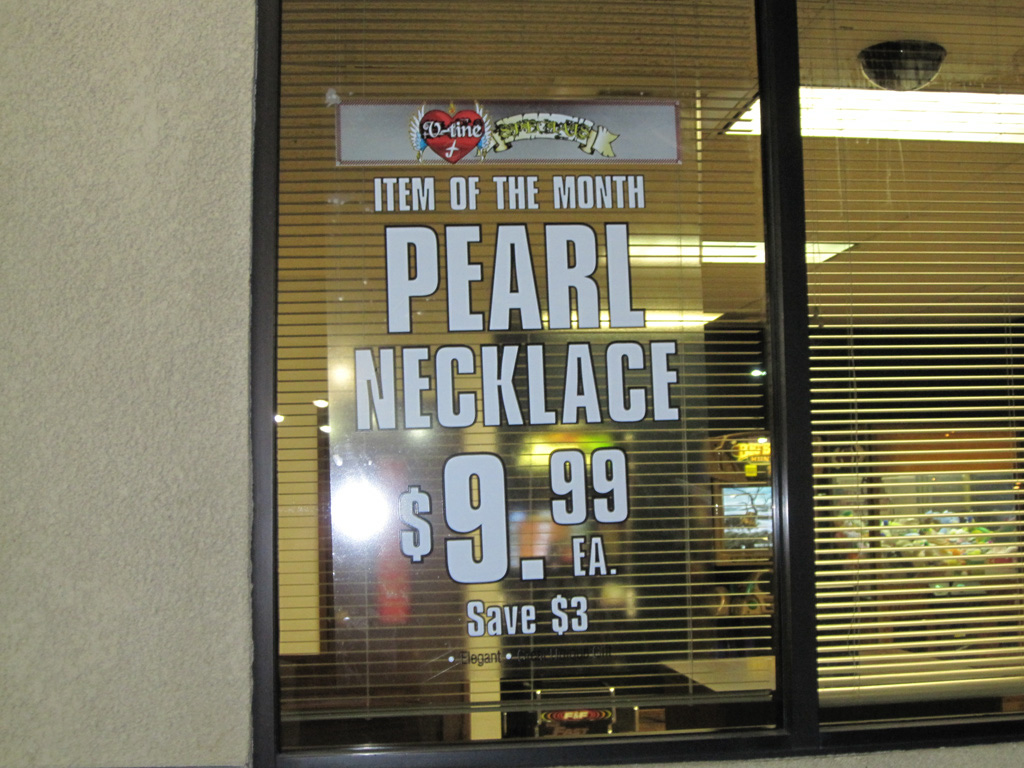 V-tine
ITEM OF THE MONTH
PEARL
NECKLACE
$9.99
EA.
Save $3
• Elegant •